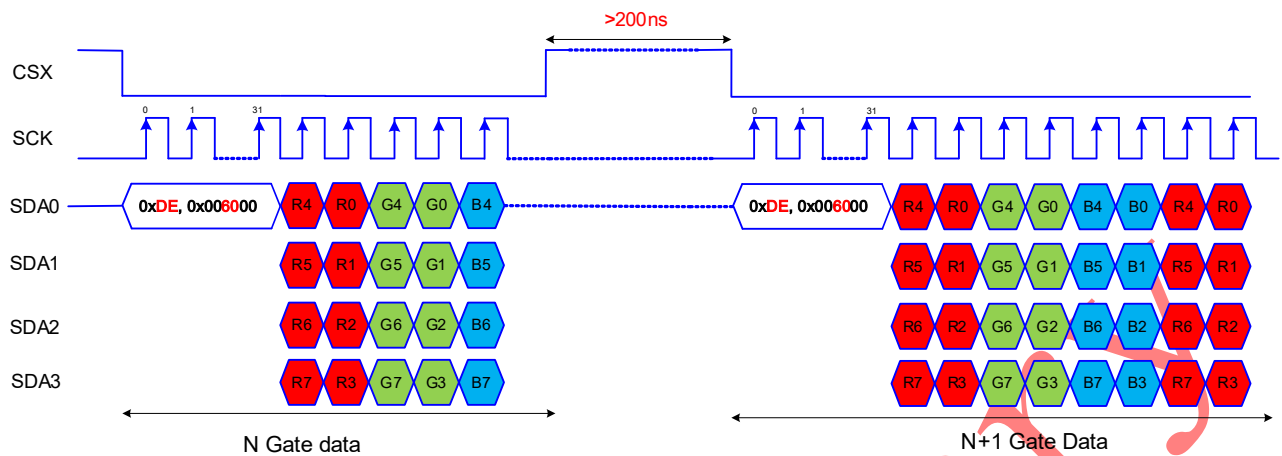 >200ns
CSX
0 1 31 0 1 31
SCK
SDA0 0xDE, 0x006000 R4 R0 G4 G0 B4 0xDE, 0x006000 R4 R0 G4 G0 B4 B0 R4 R0
SDA1 R5 R1 G5 G1 B5 R5 R1 G5 G1 B5 B1 R5 R1
SDA2 R6 R2 G6 G2 B6 R6 R2 G6 G2 B6 B2 R6 R2
SDA3 R7 R3 G7 G3 B7 R7 R3 G7 G3 B7 B3 R7 R3
N Gate data N+1 Gate Data